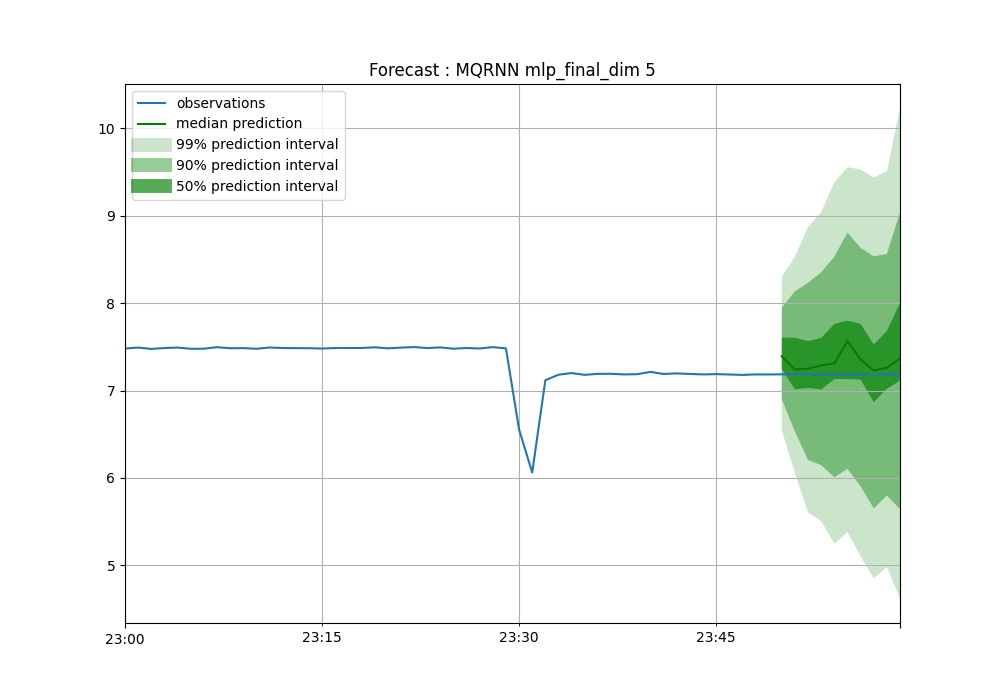 Forecast : MQRNN mlp_final_dim 5
observations
median prediction
99% prediction interval
90% prediction interval
50% prediction interval
10
9
8
7
6
5
23:00
23:15
23:30
23:45